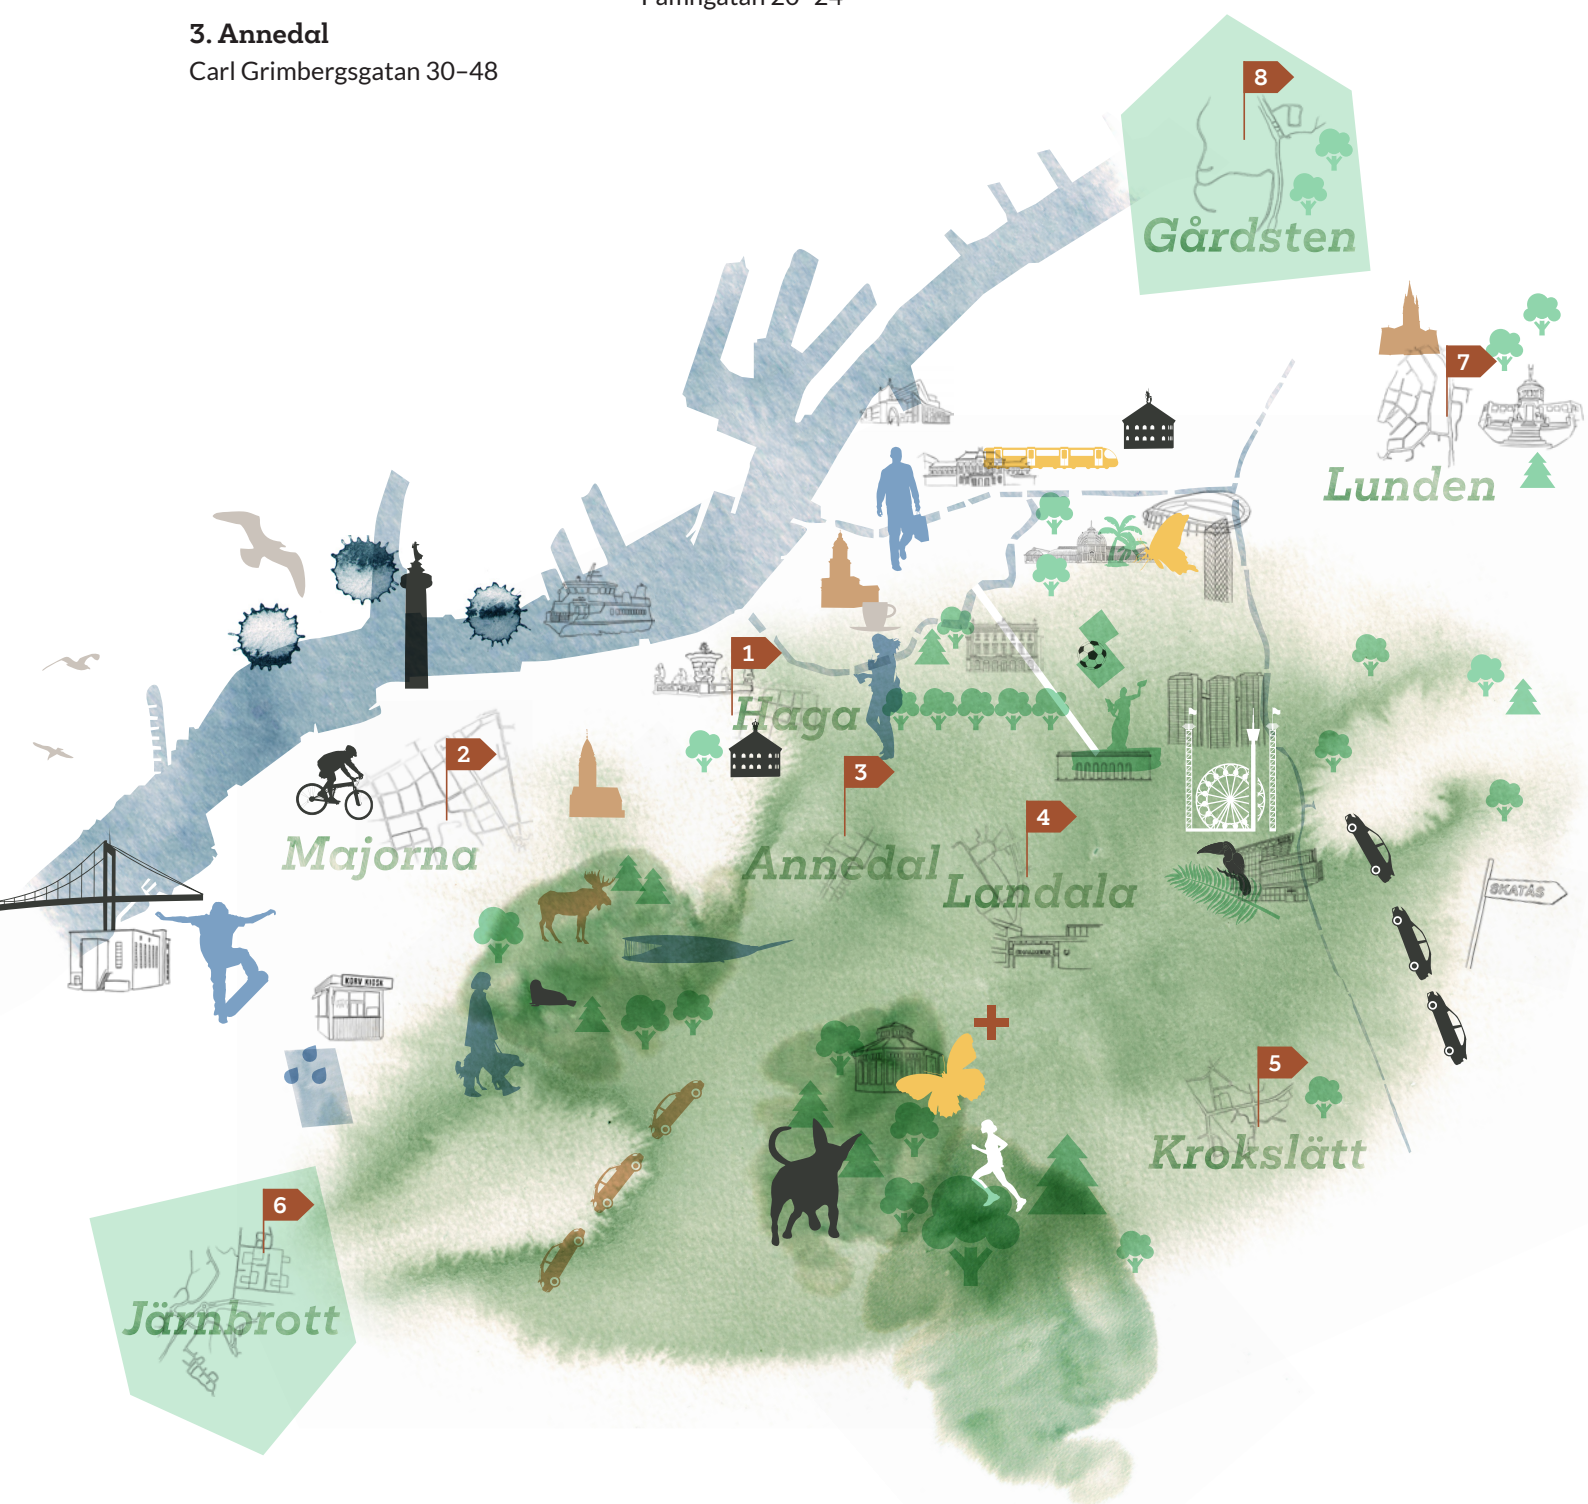 3. Annedal
Carl Grimbergsgatan 30–48
8
Gårdsten
7
Lunden
1
Haga
2
Majorna
3
Annedal
4
Landala
SKATÅS
KORV KIOSK
5
Krokslätt
6
Järnbrott